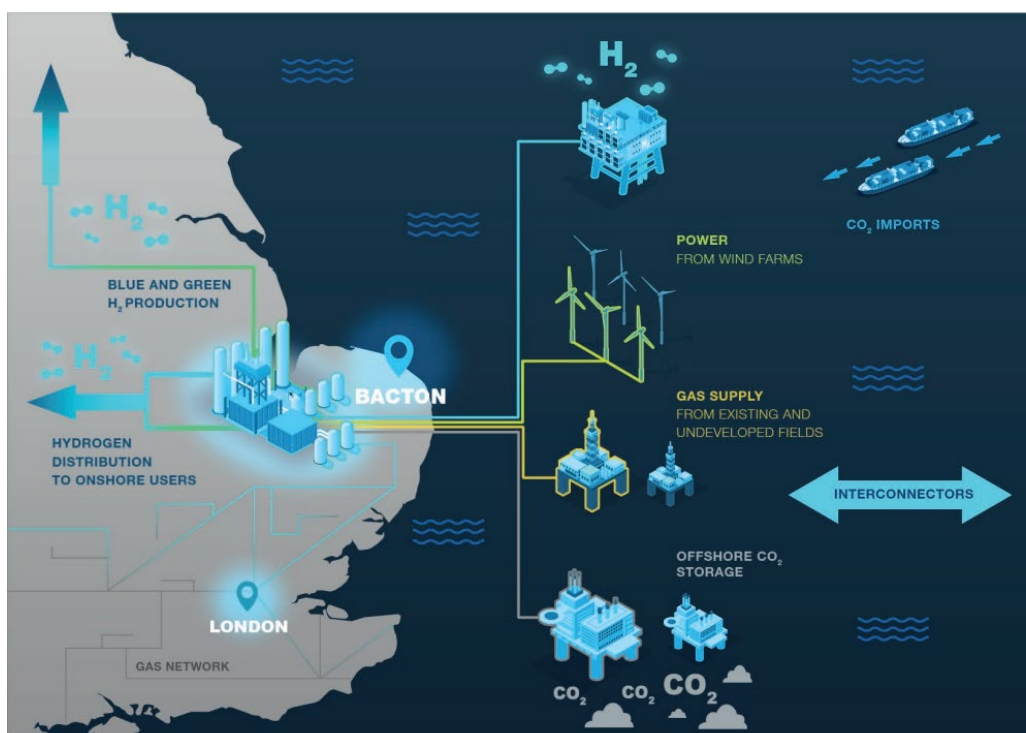 H₂
CO₂ IMPORTS
POWER
FROM WIND FARMS
H₂
BLUE AND GREEN
H₂ PRODUCTION
H₂
BACTON
GAS SUPPLY
FROM EXISTING AND
UNDEVELOPED FIELDS
HYDROGEN
DISTRIBUTION
TO ONSHORE USERS
INTERCONNECTORS
OFFSHORE CO₂
STORAGE
LONDON
GAS NETWORK
CO₂
CO₂
CO₂